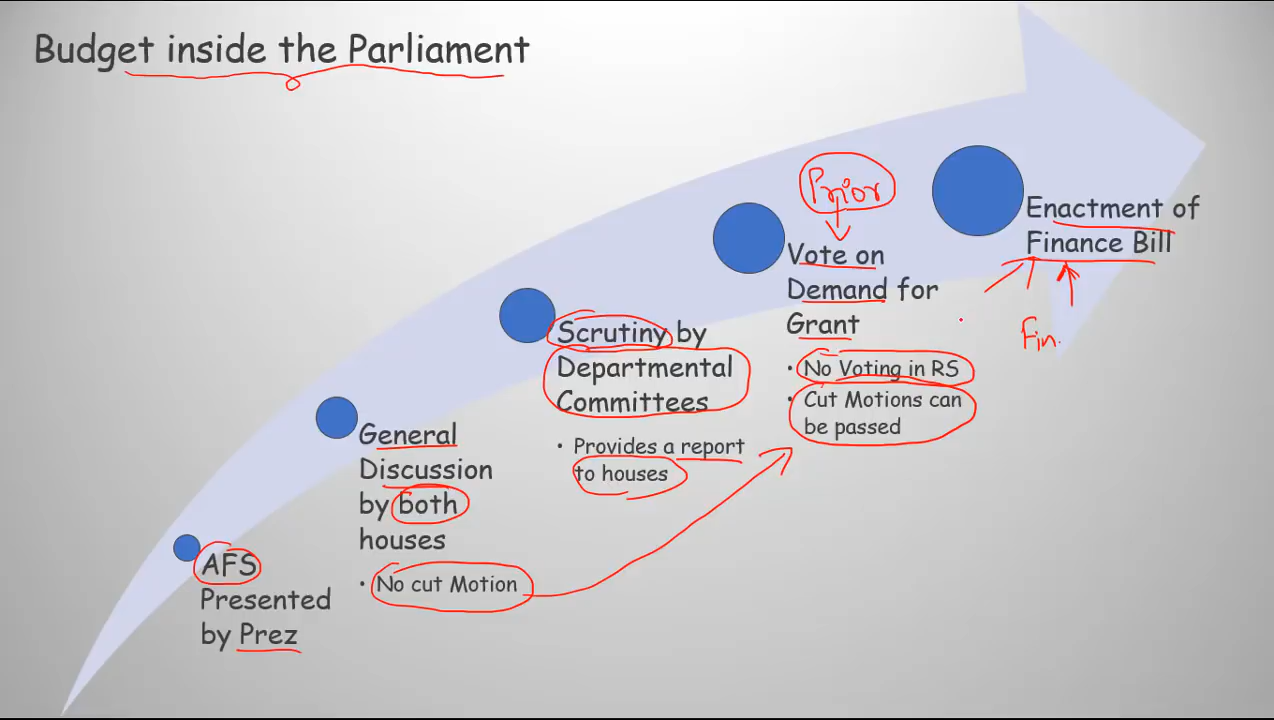 Budget inside the Parliament
AFS
Presented
by Prez
General
Discussion
by both
houses
• No cut Motion
Scrutiny by
Departmental
Committees
• Provides a report
to houses
Prior
Vote on
Demand for
Grant
• No Voting in RS
• Cut Motions can
be passed
Enactment of
Finance Bill
Fin.